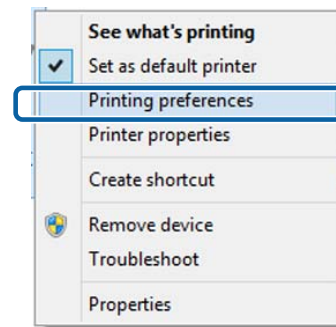 See what's printing
Set as default printer
Printing preferences
Printer properties
Create shortcut
Remove device
Troubleshoot
Properties